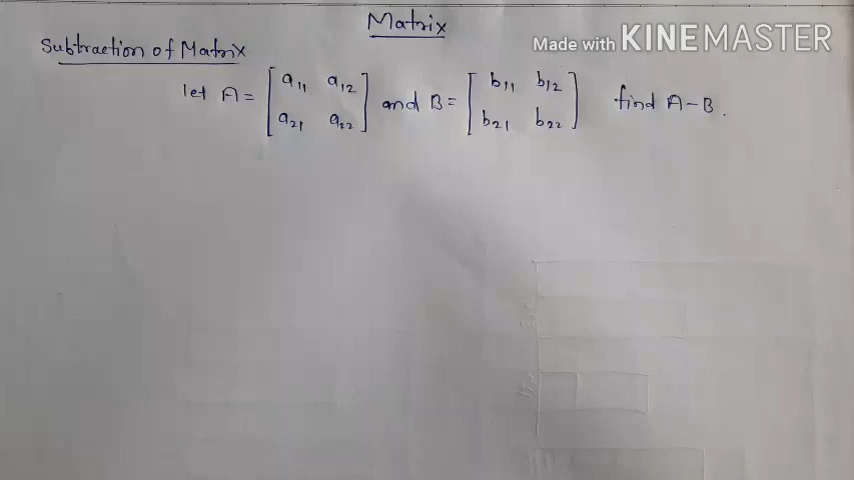 Matrix
Made with KINEMASTER
Subtraction of Matrix
let A = [a₁₁ a₁₂ a₂₁ a₂₂] and B = [b₁₁ b₁₂ b₂₁ b₂₂] find A - B.